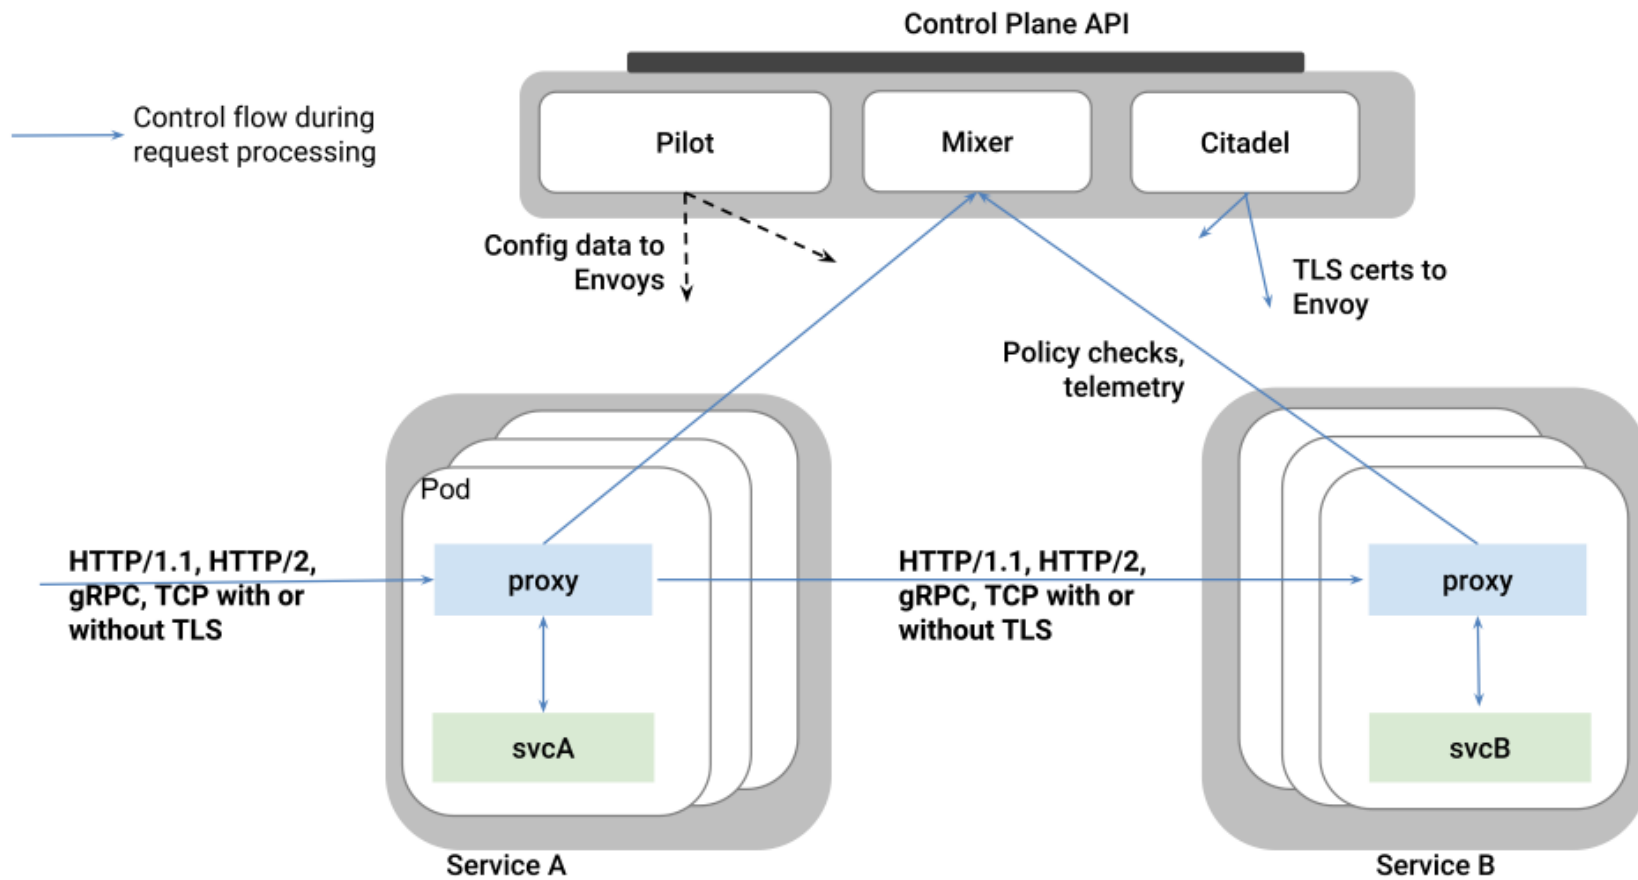 Control Plane API
Control flow during
request processing
Pilot
Mixer
Citadel
Config data to
Envoys
TLS certs to
Envoy
Policy checks,
telemetry
Pod
HTTP/1.1, HTTP/2,
gRPC, TCP with or
without TLS
proxy
HTTP/1.1, HTTP/2,
gRPC, TCP with or
without TLS
proxy
svcA
svcB
Service A
Service B